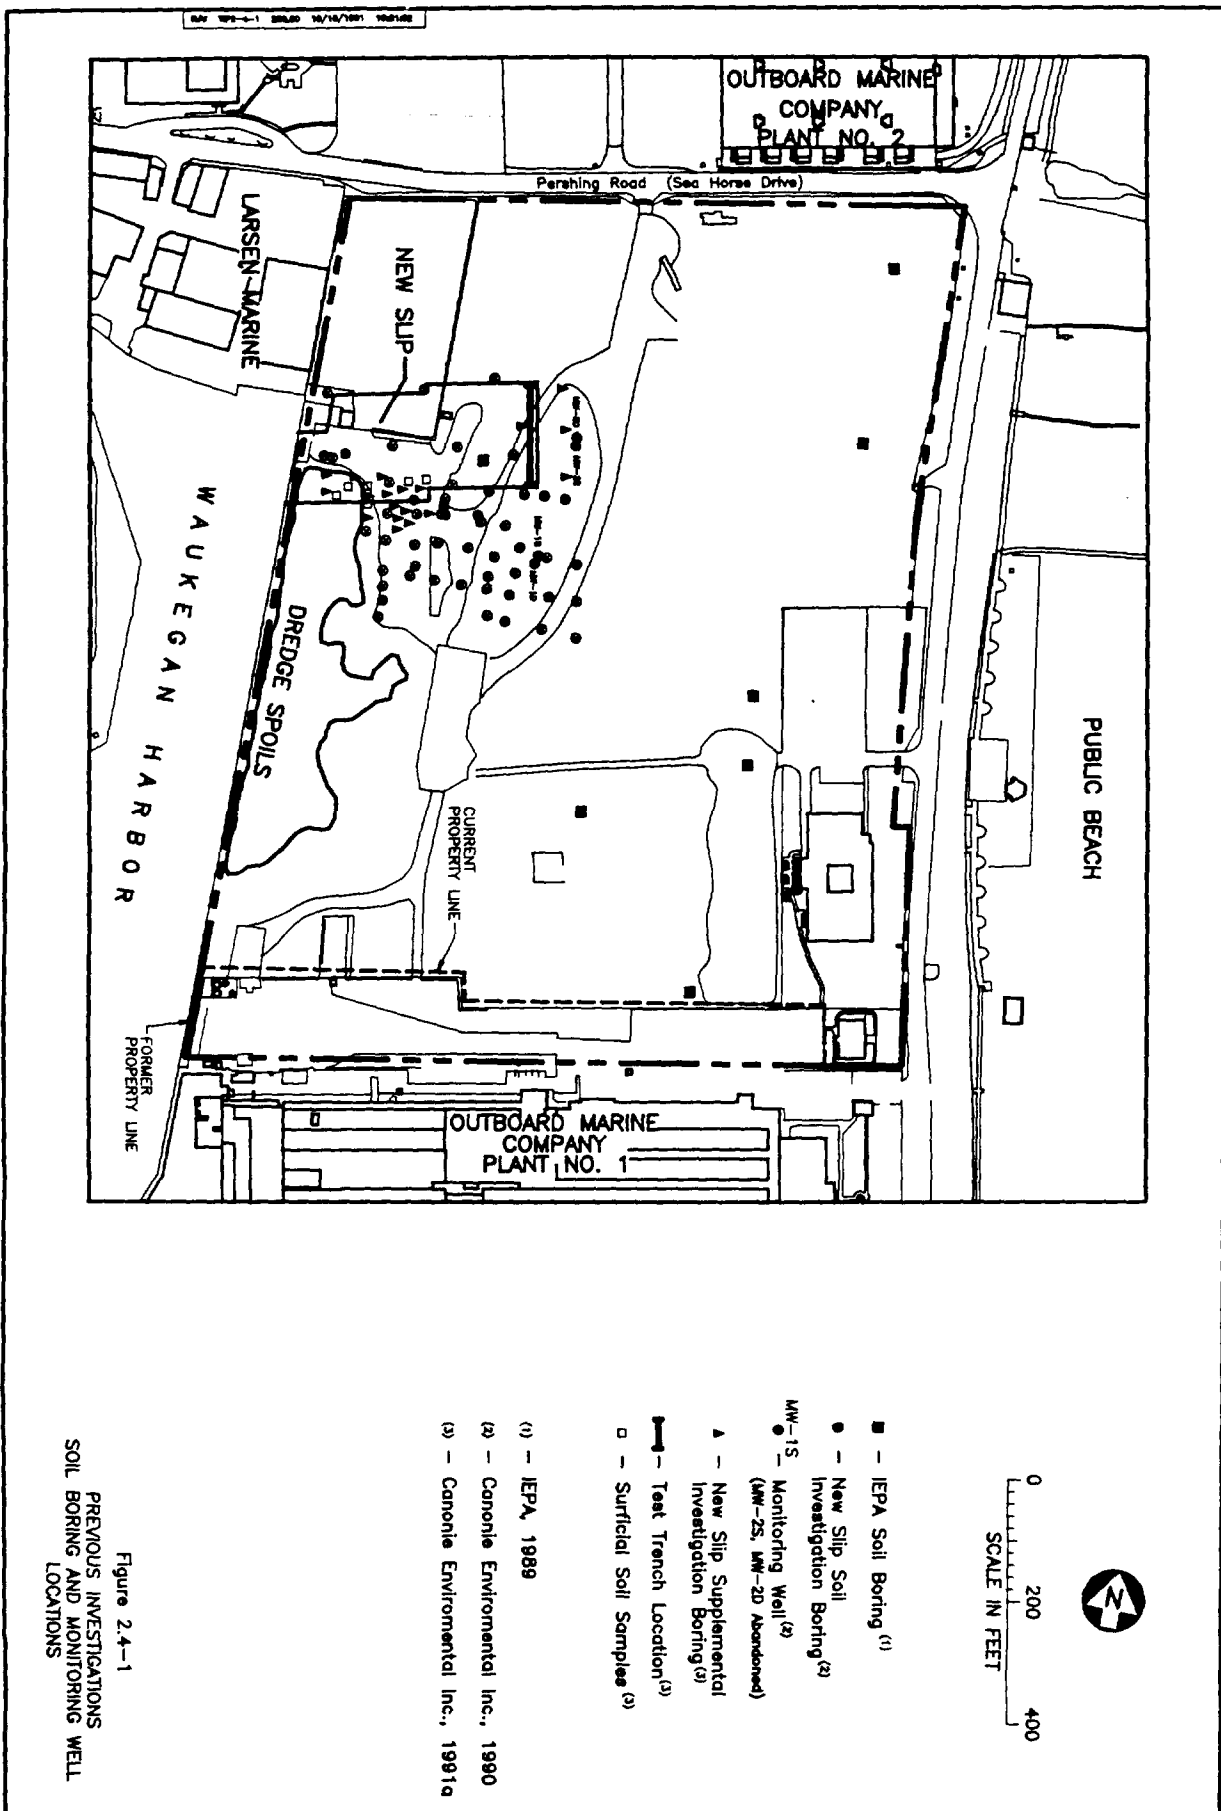 OUTBOARD MARINE
COMPANY
PLANT NO. 2
Pershing Road (Sea Horse Drive)
LARSEN MARINE
NEW SLIP
WAUKEGAN HARBOR
DREDGE SPOILS
PUBLIC BEACH
CURRENT
PROPERTY LINE
FORMER
PROPERTY LINE
OUTBOARD MARINE
COMPANY
PLANT NO. 1
N
0 200 400
SCALE IN FEET
- IEPA Soil Boring (1)
- New Slip Soil
Investigation Boring (2)
MW-1S
- Monitoring Well (2)
(MW-2S, MW-2D Abandoned)
- New Slip Supplemental
Investigation Boring (3)
- Test Trench Location (3)
- Surficial Soil Samples (3)
(1) - IEPA, 1989
(2) - Canonie Enviromental Inc., 1990
(3) - Canonie Enviromental Inc., 1991a
Figure 2.4-1
PREVIOUS INVESTIGATIONS
SOIL BORING AND MONITORING WELL
LOCATIONS